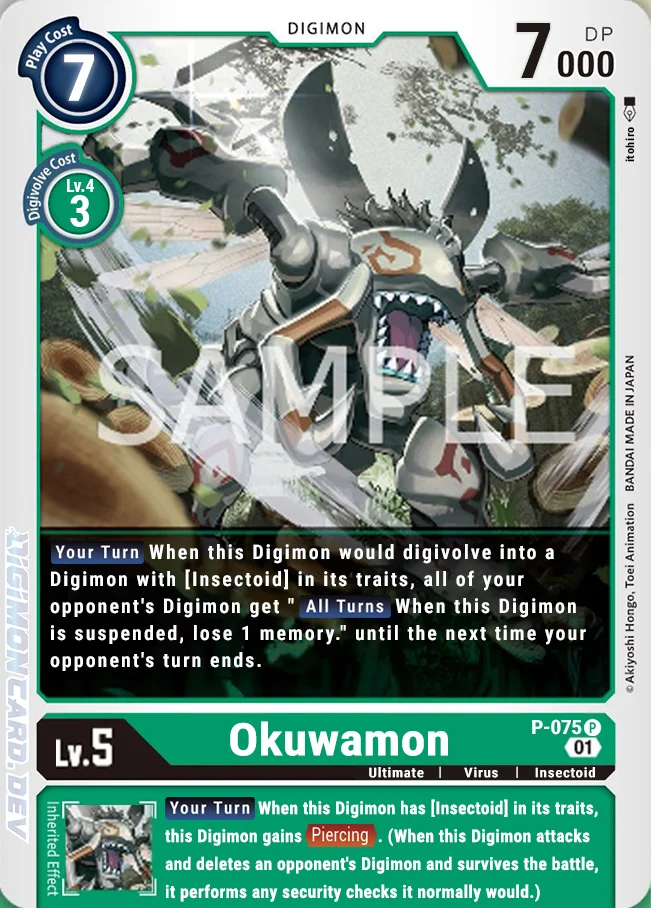 DIGIMON
Play Cost
7
DP
7000
Digivolve Cost
Lv.4
3
itohiro
SAMPLE
Your Turn When this Digimon would digivolve into a
Digimon with [Insectoid] in its traits, all of your
opponent's Digimon get " All Turns When this Digimon
is suspended, lose 1 memory." until the next time your
opponent's turn ends.
© Akiyoshi Hongo, Toei Animation BANDAI MADE IN JAPAN
DIGIMONCARD.DEV
Lv.5
Okuwamon
P-075 P
01
Ultimate | Virus | Insectoid
Inherited Effect
Your Turn When this Digimon has [Insectoid] in its traits,
this Digimon gains Piercing . (When this Digimon attacks
and deletes an opponent's Digimon and survives the battle,
it performs any security checks it normally would.)